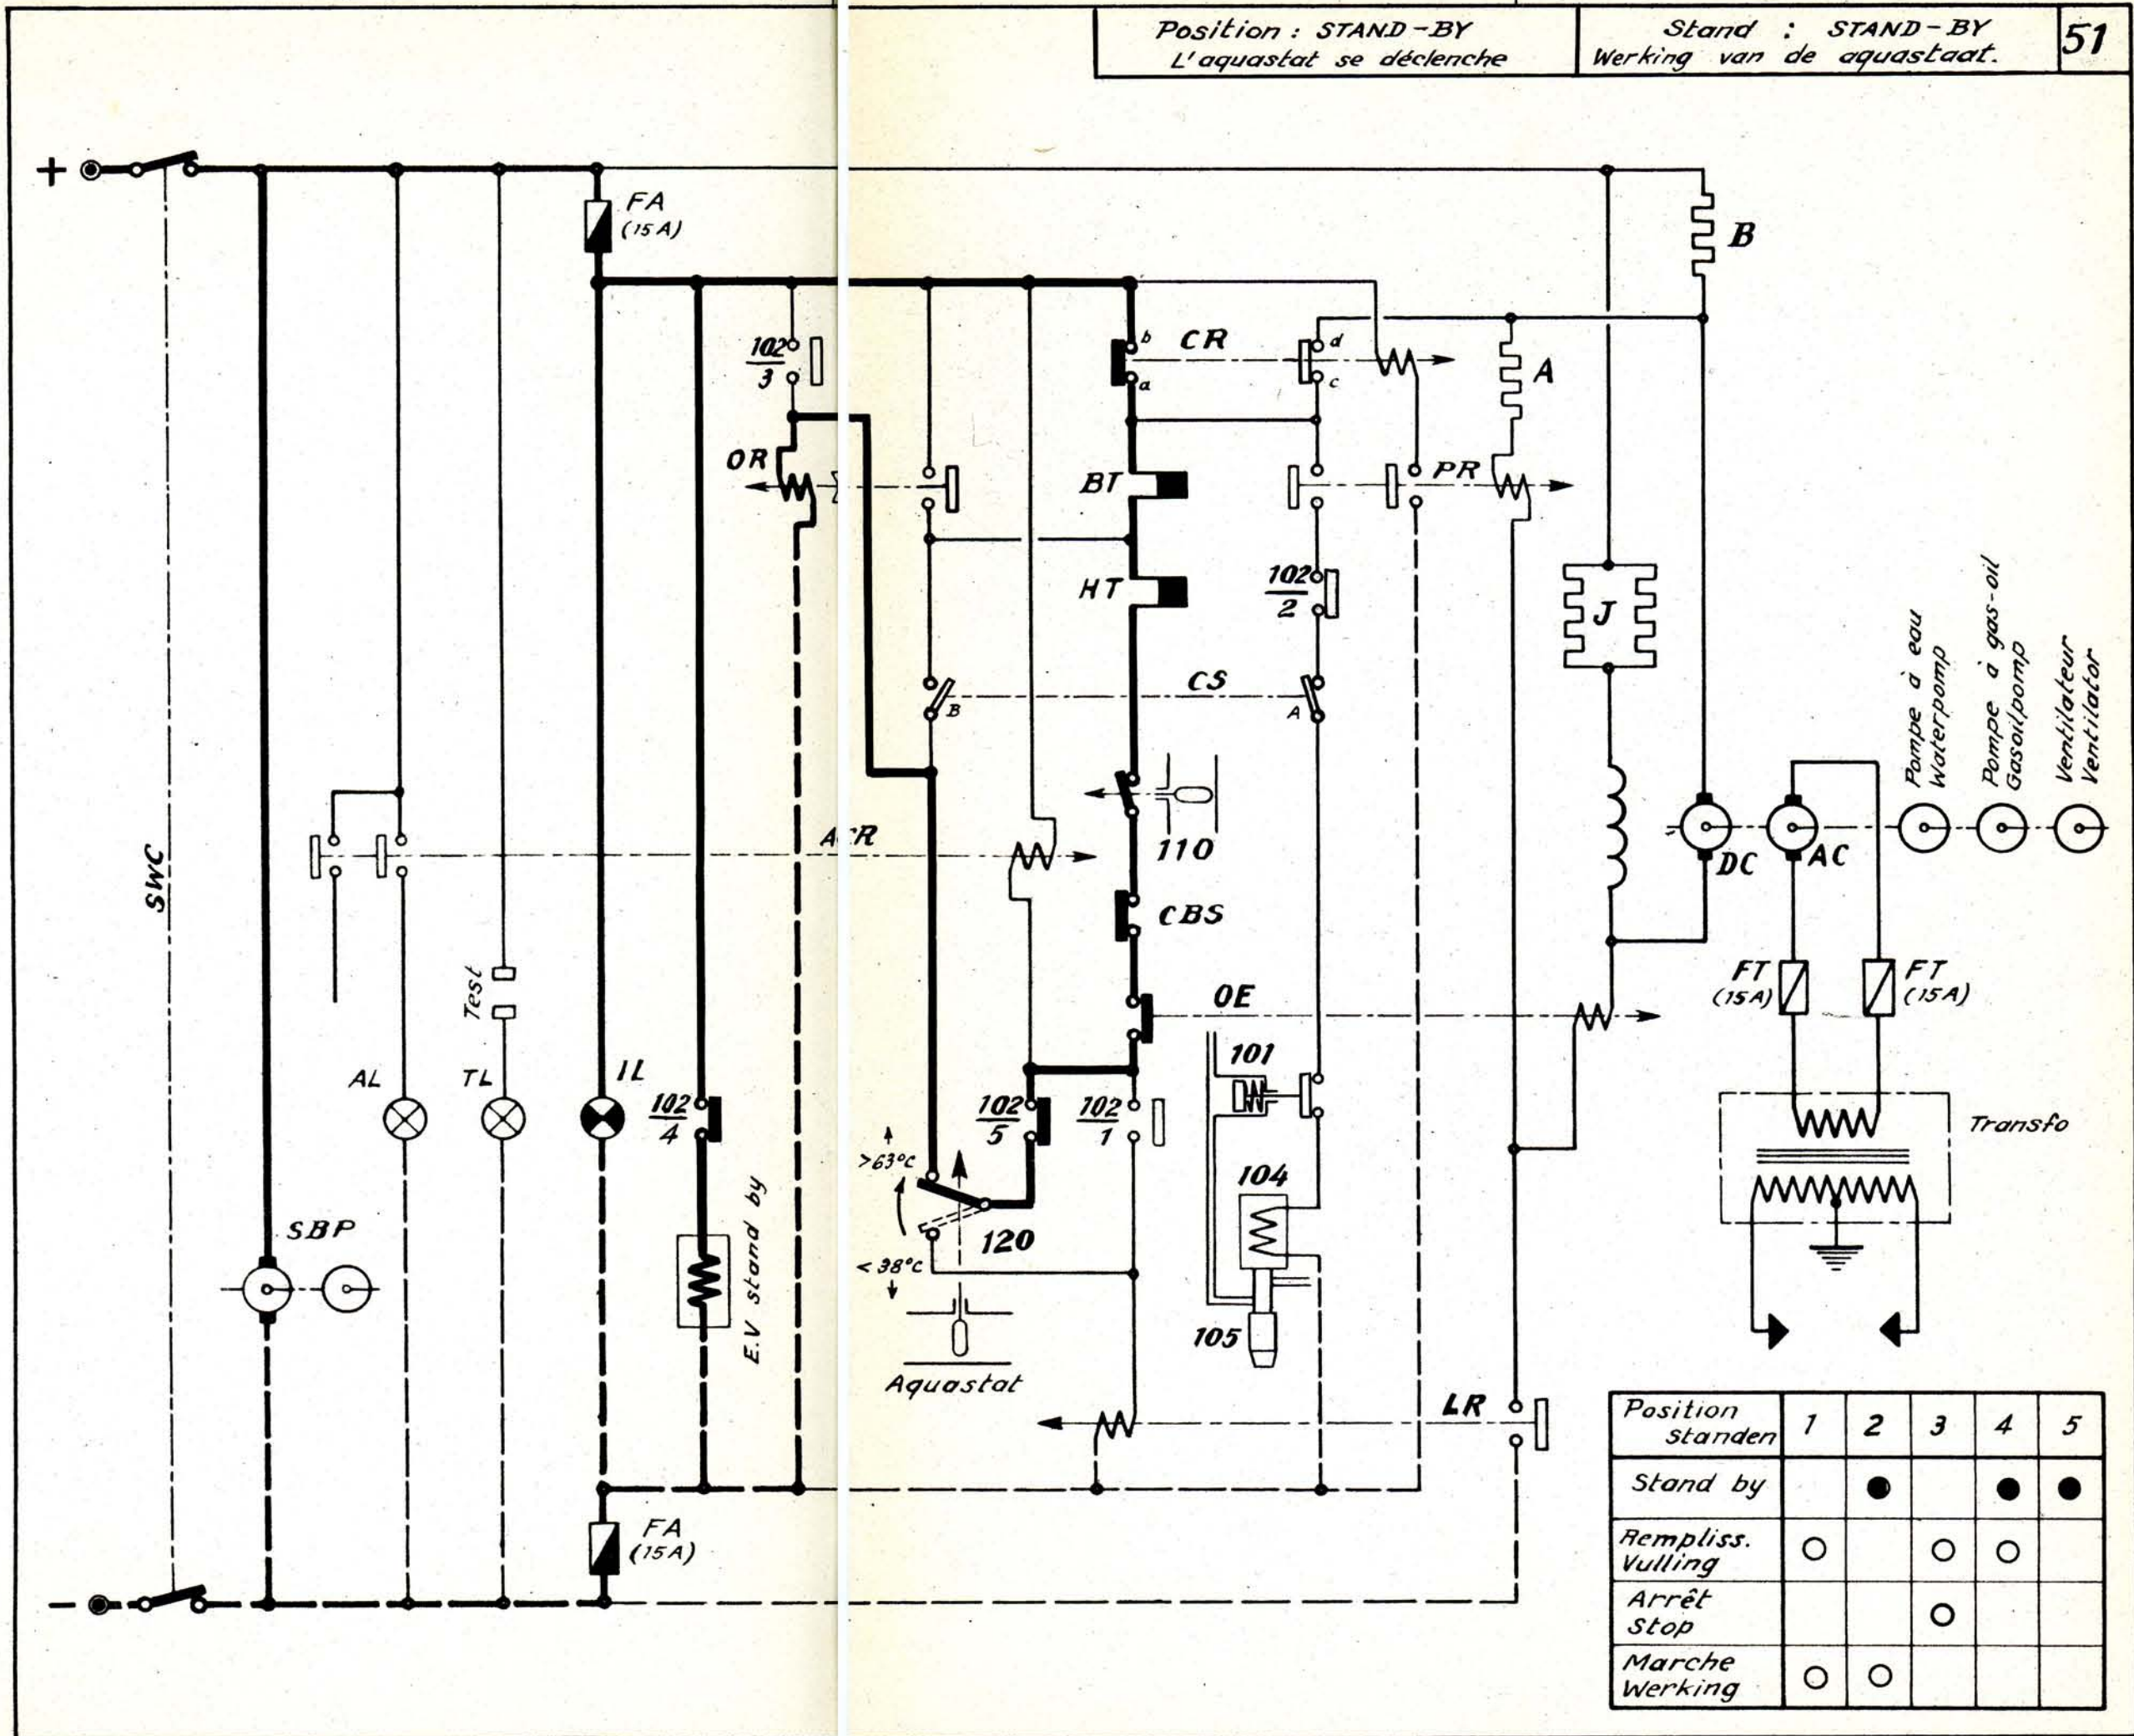 Position : STAND-BY
L'aquastat se déclenche
Stand : STAND-BY
Werking van de aquastaat.
51
+
FA
(15 A)
B
102
3
b
CR
d
a
c
A
OR
BT
PR
HT
102
2
J
CS
B
A
Pompe à eau
Waterpomp
Pompe à gas-oil
Gasoilpomp
Ventilateur
Ventilator
SWC
ACR
110
DC
AC
CBS
Test
OE
FT
(15A)
FT
(15A)
101
AL
TL
IL
102
4
102
5
102
1
Transfo
>63°C
104
SBP
E.V stand by
120
<38°C
105
Aquastat
LR
FA
(15A)
-
Position
standen
1
2
3
4
5
Stand by
Rempliss.
Vulling
Arrêt
Stop
Marche
Werking